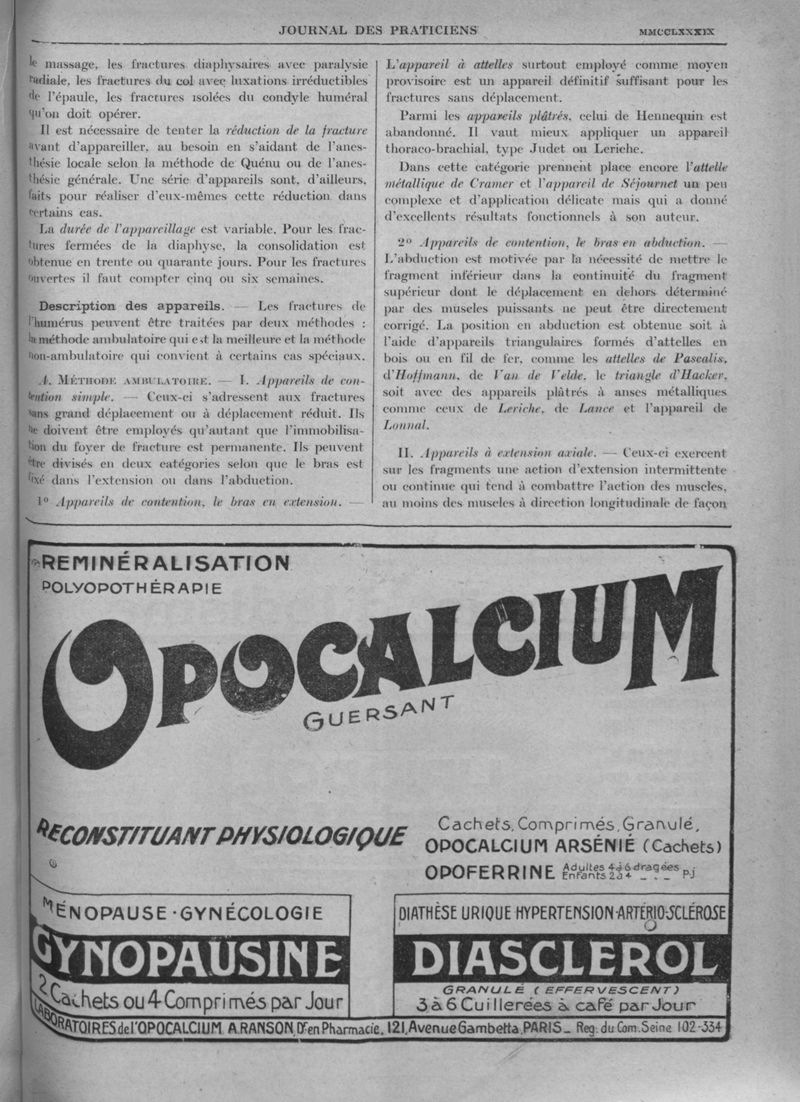 JOURNAL DES PRATICIENS
MMCCLXXXIX
le massage, les fractures diaphysaires avec paralysie
radiale, les fractures du col avec luxations irréductibles
de l'épaule, les fractures isolées du condyle huméral
qu'on doit opérer.
Il est nécessaire de tenter la réduction de la fracture
avant d'appareiller, au besoin en s'aidant de l'anes-
thésie locale selon la méthode de Quénu ou de l'anes-
thésie générale. Une série d'appareils sont, d'ailleurs,
faits pour réaliser d'eux-mêmes cette réduction dans
certains cas.
La durée de l'appareillage est variable. Pour les frac-
tures fermées de la diaphyse, la consolidation est
obtenue en trente ou quarante jours. Pour les fractures
ouvertes il faut compter cinq ou six semaines.
Description des appareils. — Les fractures de
l'humérus peuvent être traitées par deux méthodes :
la méthode ambulatoire qui est la meilleure et la méthode
non-ambulatoire qui convient à certains cas spéciaux.
A. MÉTHODE AMBULATOIRE. — I. Appareils de con-
tention simple. — Ceux-ci s'adressent aux fractures
sans grand déplacement ou à déplacement réduit. Ils
ne doivent être employés qu'autant que l'immobilisa-
tion du foyer de fracture est permanente. Ils peuvent
être divisés en deux catégories selon que le bras est
fixé dans l'extension ou dans l'abduction.
1º Appareils de contention, le bras en extension. —
L'appareil à attelles surtout employé comme moyen
provisoire est un appareil définitif suffisant pour les
fractures sans déplacement.
Parmi les appareils plâtrés, celui de Hennequin est
abandonné. Il vaut mieux appliquer un appareil
thoraco-brachial, type Judet ou Leriche.
Dans cette catégorie prennent place encore l'attelle
métallique de Cramer et l'appareil de Séjournet un peu
complexe et d'application délicate mais qui a donné
d'excellents résultats fonctionnels à son auteur.
2º Appareils de contention, le bras en abduction. —
L'abduction est motivée par la nécessité de mettre le
fragment inférieur dans la continuité du fragment
supérieur dont le déplacement en dehors déterminé
par des muscles puissants ne peut être directement
corrigé. La position en abduction est obtenue soit à
l'aide d'appareils triangulaires formés d'attelles en
bois ou en fil de fer, comme les attelles de Pascalis,
d'Hoffmann, de Van de Velde, le triangle d'Hacker,
soit avec des appareils plâtrés à anses métalliques
comme ceux de Leriche, de Lance et l'appareil de
Lonnal.
II. Appareils à extension axiale. — Ceux-ci exercent
sur les fragments une action d'extension intermittente
ou continue qui tend à combattre l'action des muscles,
au moins des muscles à direction longitudinale de façon
REMINÉRALISATION
POLYOPOTHÉRAPIE
OPOCALCIUM
GUERSANT
RECONSTITUANT PHYSIOLOGIQUE
Cachets, Comprimés, Granulé,
OPOCALCIUM ARSÉNIÉ (Cachets)
OPOFERRINE Adultes 4 à 6 dragées
Enfants 2 à 4 _ . _ p.j
MÉNOPAUSE · GYNÉCOLOGIE
GYNOPAUSINE
2 Cachets ou 4 Comprimés par Jour
DIATHÈSE URIQUE HYPERTENSION-ARTÉRIO-SCLÉROSE
DIASCLEROL
GRANULÉ (EFFERVESCENT)
3 à 6 Cuillerées à café par Jour
LABORATOIRES de l'OPOCALCIUM A. RANSON, Dr en Pharmacie, 121, Avenue Gambetta, PARIS_ Reg. du Com. Seine 102-334